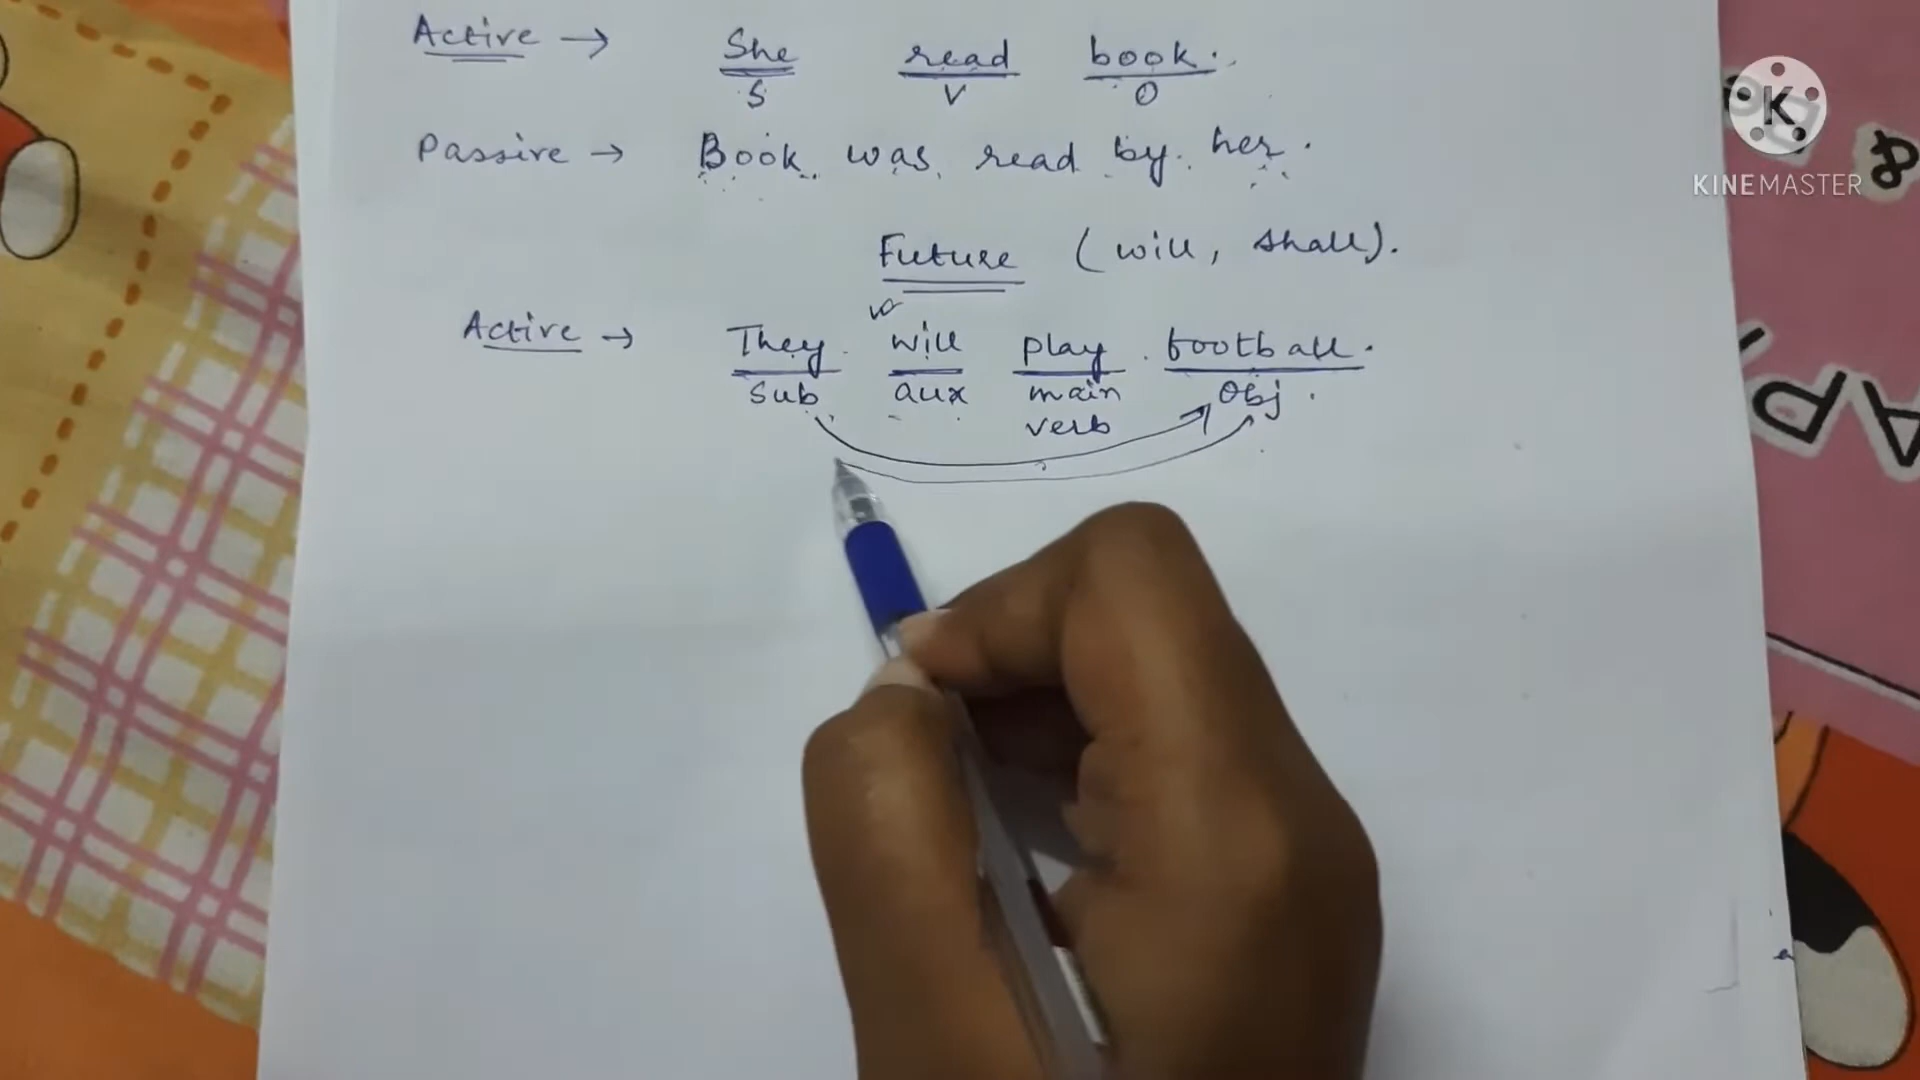 Active → She read book.
S V O
Passive → Book was read by her.
Future (will, shall).
Active → They will play football.
Sub aux main Obj.
verb
K
KINEMASTER
AP